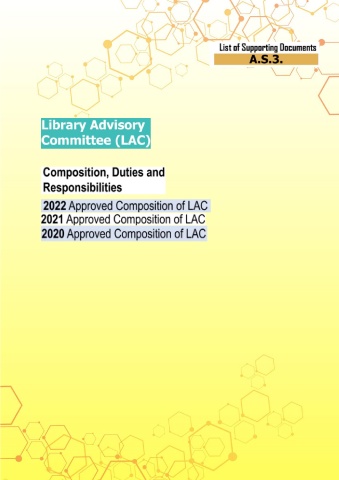 List of Supporting Documents
A.S.3.
Library Advisory
Committee (LAC)
Composition, Duties and
Responsibilities
2022 Approved Composition of LAC
2021 Approved Composition of LAC
2020 Approved Composition of LAC